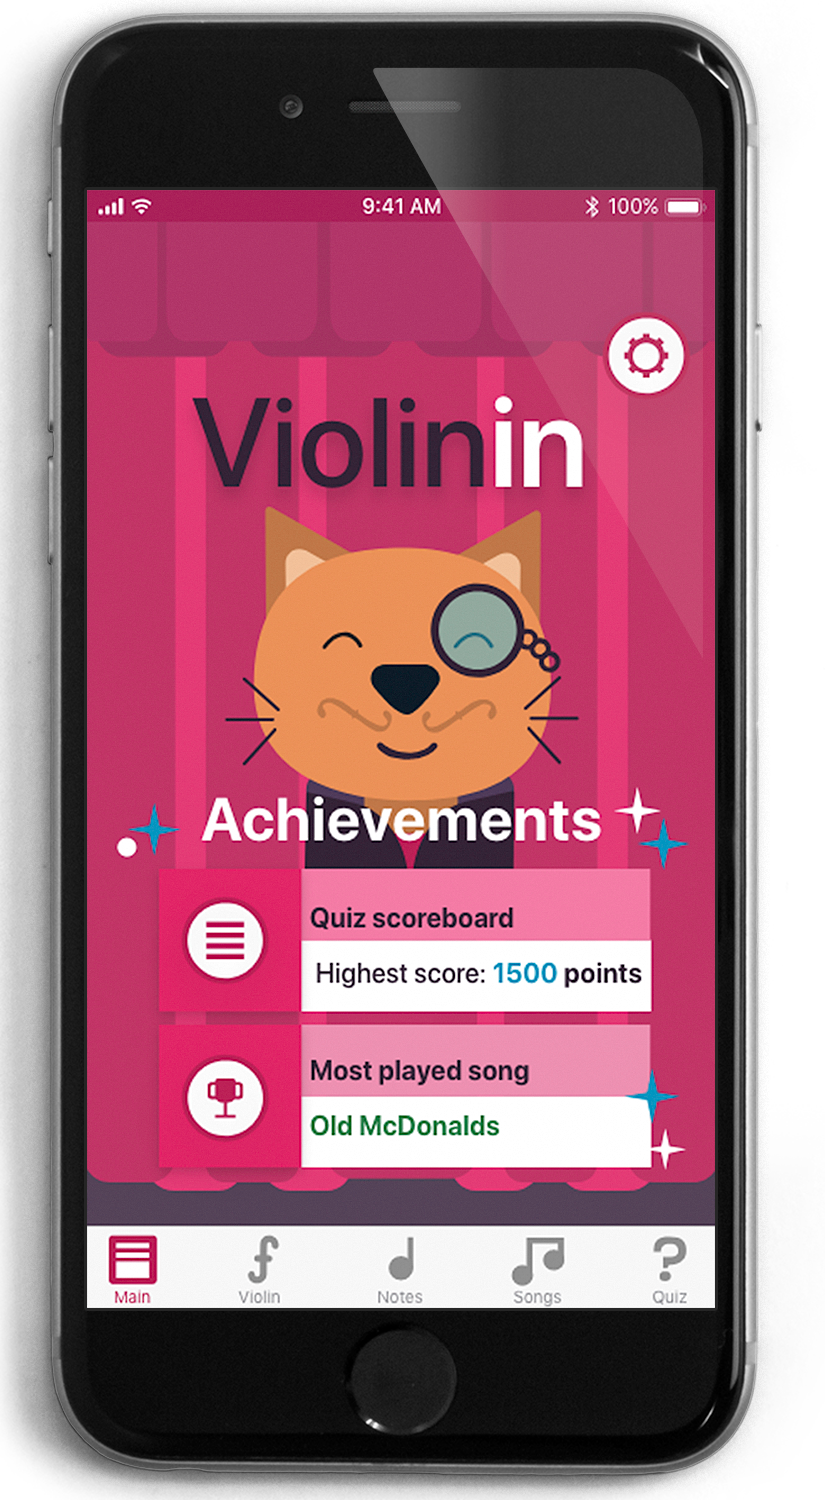 9:41 AM 100%
Violinin
Achievements
Quiz scoreboard
Highest score: 1500 points
Most played song
Old McDonalds
Main Violin Notes Songs Quiz